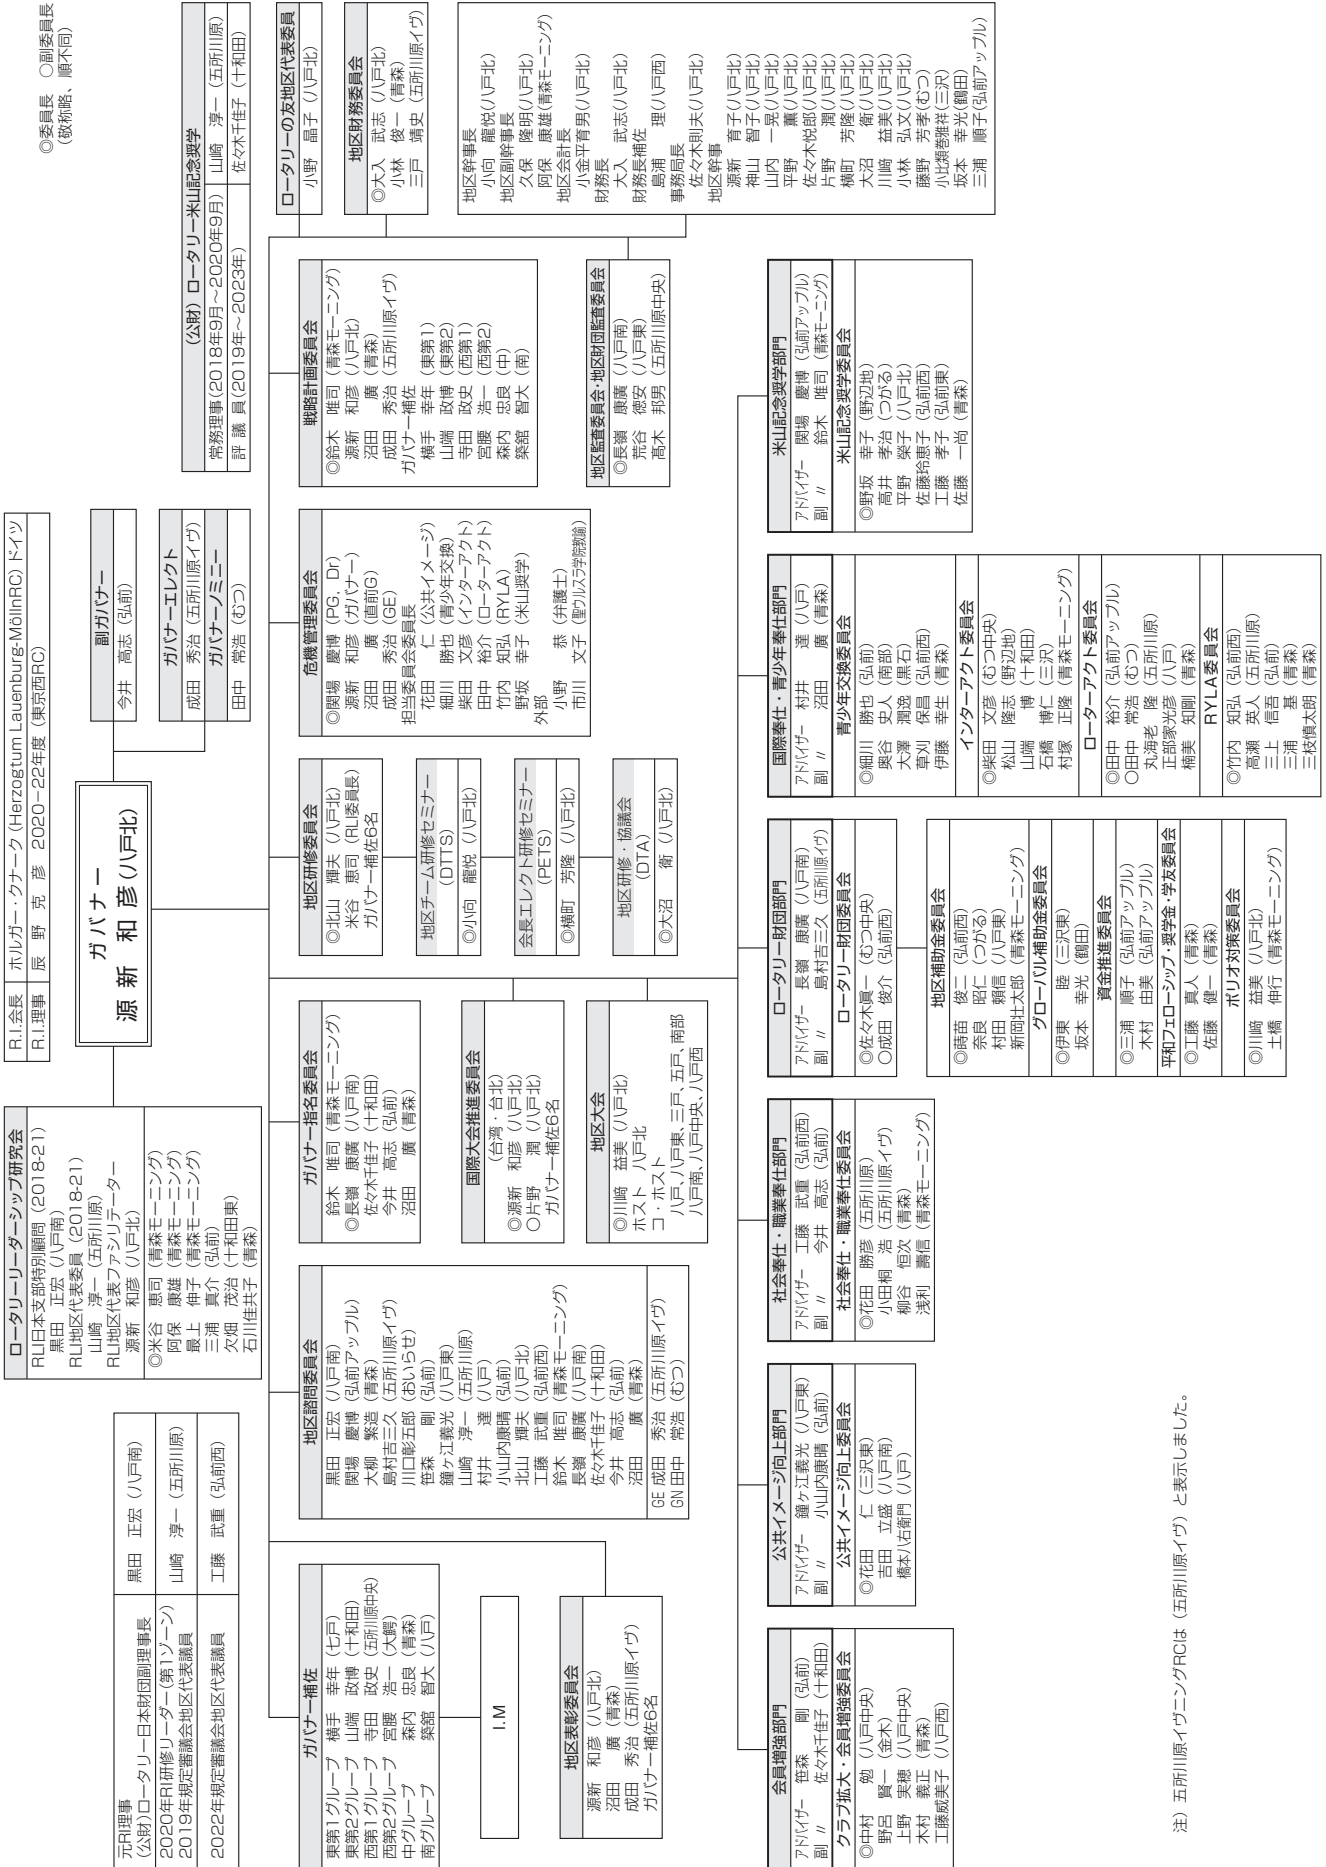 ◎委員長 ○副委員長
(敬称略、順不同)
R.I.会長 ホルガー・クナーク (Herzogtum Lauenburg-MöllnRC) ドイツ
R.I.理事 辰野克彦 2020-22年度 (東京西RC)
ガバナー
源新和彦(八戸北)
元RI理事
(公財)ロータリー日本財団副理事長
黒田 正宏 (八戸南)
2020年RI研修リーダー(第1ゾーン)
2019年規定審議会地区代表議員
山崎 淳一 (五所川原)
2022年規定審議会地区代表議員
工藤 武重 (弘前西)
ロータリーリーダーシップ研究会
RLI日本支部特別顧問 (2018-21)
黒田 正宏 (八戸南)
RLI地区代表委員 (2018-21)
山崎 淳一 (五所川原)
RLI地区代表ファシリテーター
源新 和彦 (八戸北)
◎米谷 恵司 (青森モーニング)
阿保 康雄 (青森モーニング)
最上 伸子 (青森モーニング)
三浦 真介 (弘前)
欠畑 茂治 (十和田東)
石川佳共子 (青森)
副ガバナー
今井 高志 (弘前)
ガバナーエレクト
成田 秀治 (五所川原イヴ)
ガバナーノミニー
田中 常浩 (むつ)
(公財) ロータリー米山記念奨学
常務理事(2018年9月～2020年9月) 山崎 淳一 (五所川原)
評議員(2019年～2023年) 佐々木千佳子 (十和田)
ガバナー補佐
東第1グループ 横手 幸年 (七戸)
東第2グループ 山端 政博 (十和田)
西第1グループ 寺田 政史 (五所川原中央)
西第2グループ 宮腰 浩一 (大鰐)
中グループ 森内 忠良 (青森)
南グループ 築舘 智大 (八戸)
I.M
地区表彰委員会
源新 和彦 (八戸北)
沼田 廣 (青森)
成田 秀治 (五所川原イヴ)
ガバナー補佐6名
地区諮問委員会
黒田 正宏 (八戸南)
関場 慶博 (弘前アップル)
大柳 繁造 (青森)
島村吉三久 (五所川原イヴ)
川口彰五郎 (おいらせ)
笹森 剛 (弘前)
鐘ヶ江義光 (八戸東)
山崎 淳一 (五所川原)
村井 達 (八戸)
小山内康晴 (弘前)
北山 輝夫 (八戸北)
工藤 武重 (弘前西)
鈴木 唯司 (青森モーニング)
長嶺 康廣 (八戸南)
佐々木千佳子 (十和田)
今井 高志 (弘前)
沼田 廣 (青森)
GE 成田 秀治 (五所川原イヴ)
GN 田中 常浩 (むつ)
ガバナー指名委員会
鈴木 唯司 (青森モーニング)
◎長嶺 康廣 (八戸南)
佐々木千佳子 (十和田)
今井 高志 (弘前)
沼田 廣 (青森)
国際大会推進委員会
(台湾・台北)
◎源新 和彦 (八戸北)
○片野 潤 (八戸北)
ガバナー補佐6名
地区大会
◎川﨑 益美 (八戸北)
ホスト 八戸北
コ・ホスト
八戸、八戸東、三戸、五戸、南部
八戸南、八戸中央、八戸西
地区研修委員会
◎北山 輝夫 (八戸北)
米谷 恵司 (RLI委員長)
ガバナー補佐6名
地区チーム研修セミナー
(DTTS)
◎小向 龍悦 (八戸北)
会長エレクト研修セミナー
(PETS)
◎横町 芳隆 (八戸北)
地区研修・協議会
(DTA)
◎大沼 衛 (八戸北)
危機管理委員会
◎関場 慶博 (PG、Dr)
源新 和彦 (ガバナー)
沼田 廣 (直前G)
成田 秀治 (GE)
担当委員会委員長
花田 仁 (公共イメージ)
細川 勝也 (青少年交換)
柴田 文彦 (インターアクト)
田中 裕介 (ローターアクト)
竹内 知弘 (RYLA)
野坂 幸子 (米山奨学)
外部
小野 恭 (弁護士)
市川 文子 (聖ウルスラ学院教諭)
戦略計画委員会
◎鈴木 唯司 (青森モーニング)
源新 和彦 (八戸北)
沼田 廣 (青森)
成田 秀治 (五所川原イヴ)
ガバナー補佐
横手 幸年 (東第1)
山端 政博 (東第2)
寺田 政史 (西第1)
宮腰 浩一 (西第2)
森内 忠良 (中)
築舘 智大 (南)
地区監査委員会・地区財団監査委員会
◎長嶺 康廣 (八戸南)
荒谷 徳安 (八戸東)
髙木 邦男 (五所川原中央)
ロータリーの友地区代表委員
小野 晶子 (八戸北)
地区財務委員会
◎大入 武志 (八戸北)
小林 俊一 (青森)
三戸 靖史 (五所川原イヴ)
地区幹事長
小向 龍悦(八戸北)
地区副幹事長
久保 隆明(八戸北)
阿保 康雄(青森モーニング)
地区会計長
小金平育男(八戸北)
財務長
大入 武志(八戸北)
財務長補佐
島浦 理(八戸西)
事務局長
佐々木則夫(八戸北)
地区幹事
源新 育子(八戸北)
神山 智子(八戸北)
山内 一晃(八戸北)
平野 薫(八戸北)
佐々木悦郎(八戸北)
片野 潤(八戸北)
横町 芳隆(八戸北)
大沼 衛(八戸北)
川﨑 益美(八戸北)
小林 弘文(八戸北)
藤野 芳孝(むつ)
小比類巻雅祥(三沢)
坂本 幸光(鶴田)
三浦 順子(弘前アップル)
会員増強部門
アドバイザー 笹森 剛 (弘前)
副 〃 佐々木千佳子 (十和田)
クラブ拡大・会員増強委員会
◎中村 勉 (八戸中央)
野呂 賢一 (金木)
上野 実穂 (八戸中央)
木村 義正 (青森)
工藤威美子 (八戸西)
公共イメージ向上部門
アドバイザー 鐘ヶ江義光 (八戸東)
副 〃 小山内康晴 (弘前)
公共イメージ向上委員会
◎花田 仁 (三沢東)
吉田 立盛 (八戸南)
橋本八右衛門 (八戸)
社会奉仕・職業奉仕部門
アドバイザー 工藤 武重 (弘前西)
副 〃 今井 高志 (弘前)
社会奉仕・職業奉仕委員会
◎花田 勝彦 (五所川原)
小田桐 浩 (五所川原イヴ)
柳谷 恒次 (青森)
浅利 壽信 (青森モーニング)
ロータリー財団部門
アドバイザー 長嶺 康廣 (八戸南)
副 〃 島村吉三久 (五所川原イヴ)
ロータリー財団委員会
◎佐々木眞一 (むつ中央)
○成田 俊介 (弘前西)
地区補助金委員会
◎蒔苗 俊二 (弘前西)
奈良 昭仁 (つがる)
村田 頼信 (八戸東)
新岡壮太郎 (青森モーニング)
グローバル補助金委員会
◎伊東 睦 (三沢東)
坂本 幸光 (鶴田)
資金推進委員会
◎三浦 順子 (弘前アップル)
木村 由美 (弘前アップル)
平和フェローシップ・奨学金・学友委員会
◎工藤 真人 (青森)
佐藤 健一 (青森)
ポリオ対策委員会
◎川﨑 益美 (八戸北)
土橋 伸行 (青森モーニング)
国際奉仕・青少年奉仕部門
アドバイザー 村井 達 (八戸)
副 〃 沼田 廣 (青森)
青少年交換委員会
◎細川 勝也 (弘前)
奥谷 史人 (南部)
大澤 潤逸 (黒石)
草刈 保昌 (弘前西)
伊藤 幸生 (青森)
インターアクト委員会
◎柴田 文彦 (むつ中央)
松山 隆志 (野辺地)
山端 博 (十和田)
石橋 博仁 (三沢)
村塚 正隆 (青森モーニング)
ローターアクト委員会
◎田中 裕介 (弘前アップル)
○田中 常浩 (むつ)
丸海老 隆 (五所川原)
正部家光彦 (八戸)
楠美 知剛 (青森)
RYLA委員会
◎竹内 知弘 (弘前西)
高瀬 英人 (五所川原)
三上 信吾 (弘前)
三浦 基 (青森)
三枝慎太朗 (青森)
米山記念奨学部門
アドバイザー 関場 慶博 (弘前アップル)
副 〃 鈴木 唯司 (青森モーニング)
米山記念奨学委員会
◎野坂 幸子 (野辺地)
高井 孝治 (つがる)
平野 榮子 (八戸北)
佐藤玲恵子 (弘前西)
工藤 孝子 (弘前東)
佐藤 一尚 (青森)
注) 五所川原イヴニングRCは (五所川原イヴ) と表示しました。